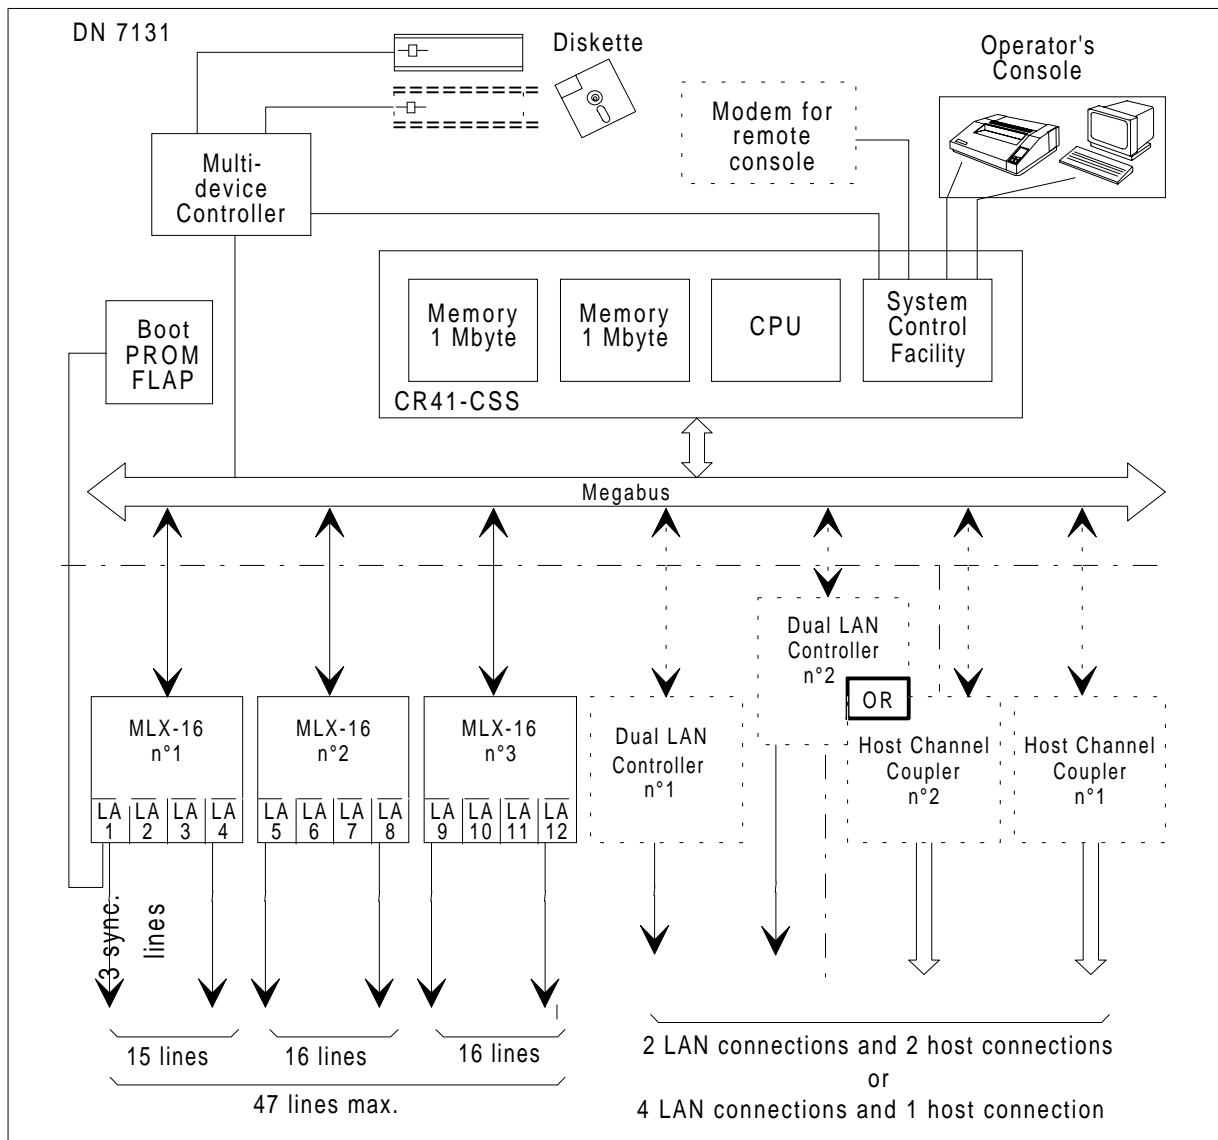 DN 7131
Diskette
Operator's
Console
Modem for
remote
console
Multi-
device
Controller
Memory
1 Mbyte
Memory
1 Mbyte
CPU
System
Control
Facility
Boot
PROM
FLAP
CR41-CSS
Megabus
Dual LAN
Controller
n°2
OR
MLX-16
n°1
MLX-16
n°2
MLX-16
n°3
Dual LAN
Controller
n°1
Host Channel
Coupler
n°2
Host Channel
Coupler
n°1
LA LA LA LA
1 2 3 4
LA LA LA LA
5 6 7 8
LA LA LA LA
9 10 11 12
3 sync.
lines
15 lines
16 lines
16 lines
47 lines max.
2 LAN connections and 2 host connections
or
4 LAN connections and 1 host connection